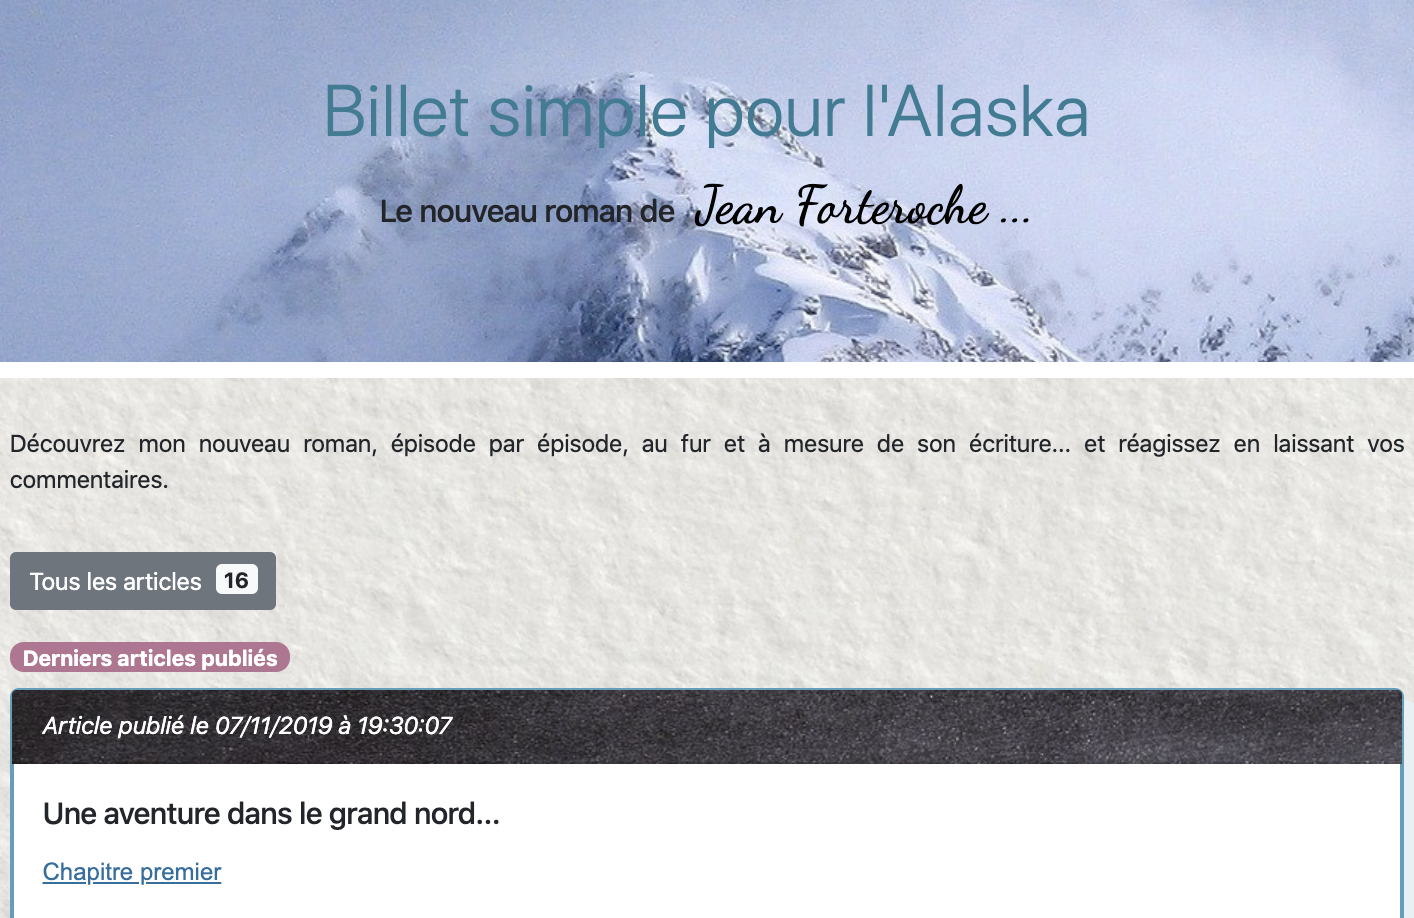 Billet simple pour l'Alaska
Le nouveau roman de Jean Forteroche ...
Découvrez mon nouveau roman, épisode par épisode, au fur et à mesure de son écriture... et réagissez en laissant vos
commentaires.
Tous les articles 16
Derniers articles publiés
Article publié le 07/11/2019 à 19:30:07
Une aventure dans le grand nord...
Chapitre premier